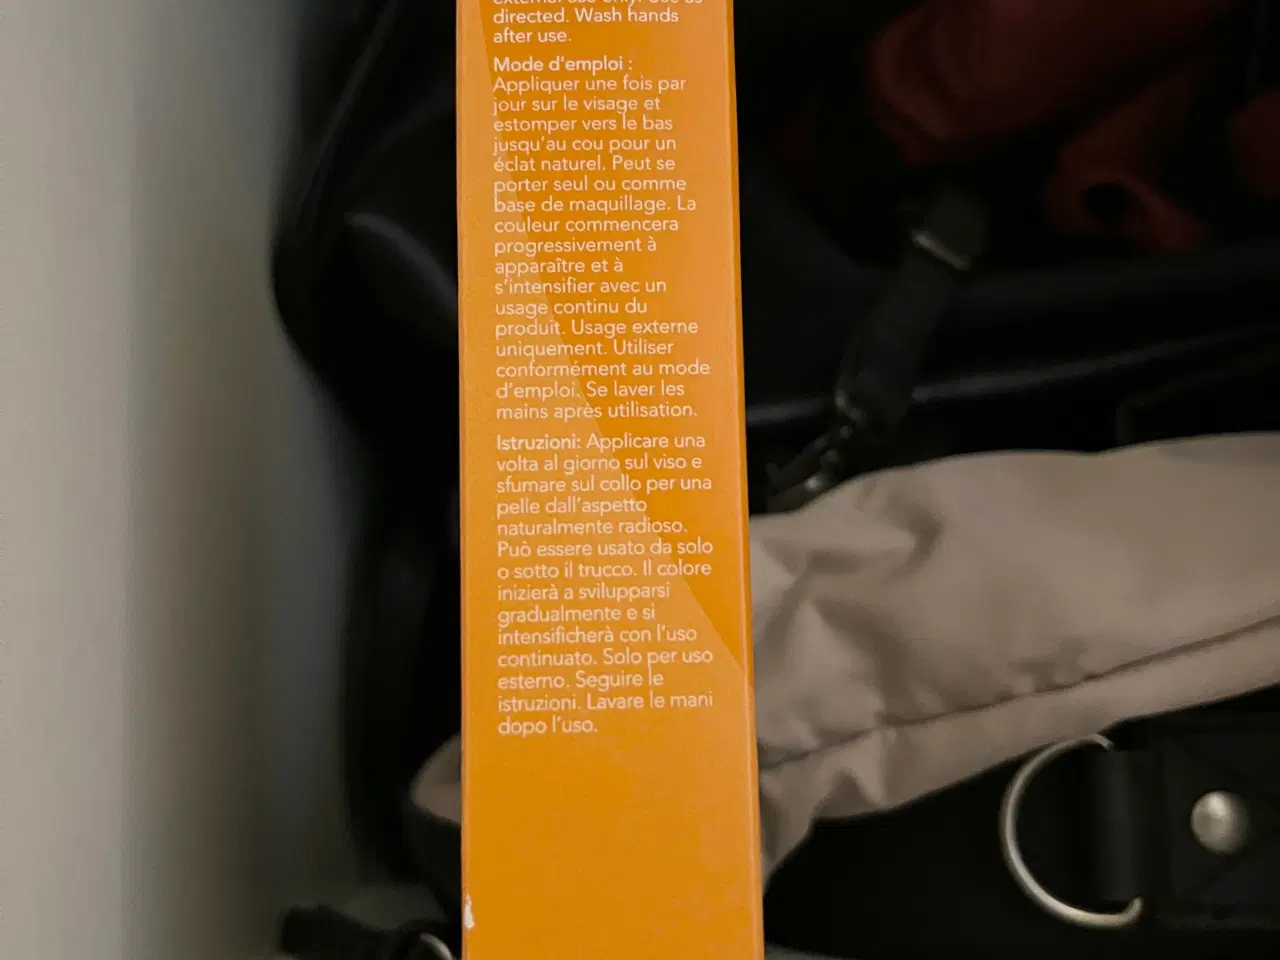 external use only. Use as
directed. Wash hands
after use.
Mode d'emploi :
Appliquer une fois par
jour sur le visage et
estomper vers le bas
jusqu'au cou pour un
éclat naturel. Peut se
porter seul ou comme
base de maquillage. La
couleur commencera
progressivement à
apparaître et à
s'intensifier avec un
usage continu du
produit. Usage externe
uniquement. Utiliser
conformément au mode
d'emploi. Se laver les
mains après utilisation.
Istruzioni: Applicare una
volta al giorno sul viso e
sfumare sul collo per una
pelle dall'aspetto
naturalmente radioso.
Può essere usato da solo
o sotto il trucco. Il colore
inizierà a svilupparsi
gradualmente e si
intensificherà con l'uso
continuato. Solo per uso
esterno. Seguire le
istruzioni. Lavare le mani
dopo l'uso.